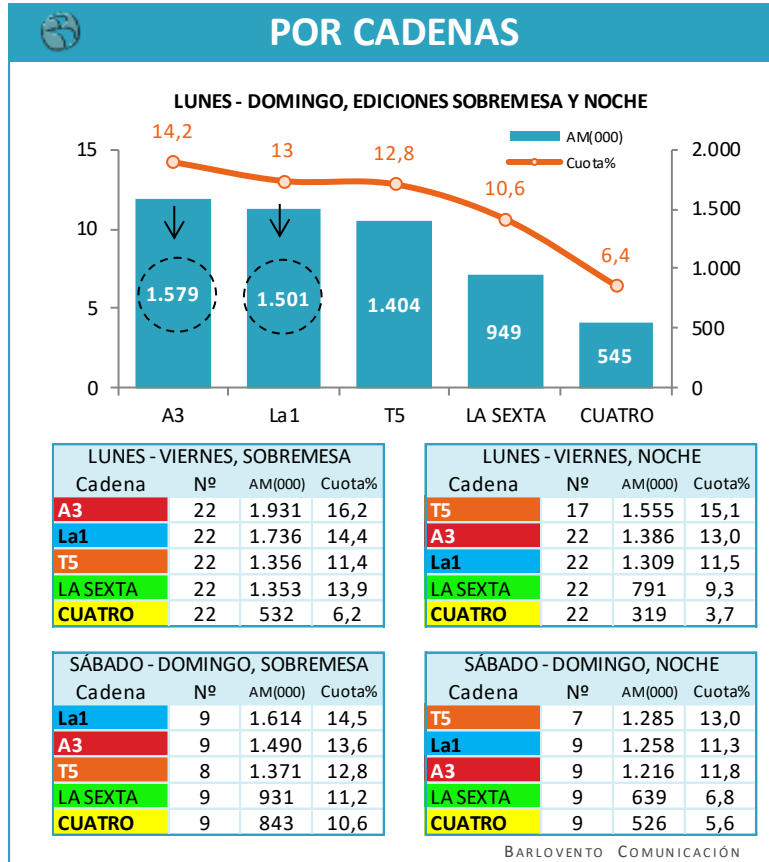 POR CADENAS
LUNES - DOMINGO, EDICIONES SOBREMESA Y NOCHE
14,2 13 12,8 10,6 6,4
AM(000)
Cuota%
15 10 5 0
2.000 1.500 1.000 500 0
1.579 1.501 1.404 949 545
A3 La1 T5 LA SEXTA CUATRO
LUNES - VIERNES, SOBREMESA
Cadena Nº AM(000) Cuota%
A3 22 1.931 16,2
La1 22 1.736 14,4
T5 22 1.356 11,4
LA SEXTA 22 1.353 13,9
CUATRO 22 532 6,2
LUNES - VIERNES, NOCHE
Cadena Nº AM(000) Cuota%
T5 17 1.555 15,1
A3 22 1.386 13,0
La1 22 1.309 11,5
LA SEXTA 22 791 9,3
CUATRO 22 319 3,7
SÁBADO - DOMINGO, SOBREMESA
Cadena Nº AM(000) Cuota%
La1 9 1.614 14,5
A3 9 1.490 13,6
T5 8 1.371 12,8
LA SEXTA 9 931 11,2
CUATRO 9 843 10,6
SÁBADO - DOMINGO, NOCHE
Cadena Nº AM(000) Cuota%
T5 7 1.285 13,0
La1 9 1.258 11,3
A3 9 1.216 11,8
LA SEXTA 9 639 6,8
CUATRO 9 526 5,6
BARLOVENTO COMUNICACIÓN